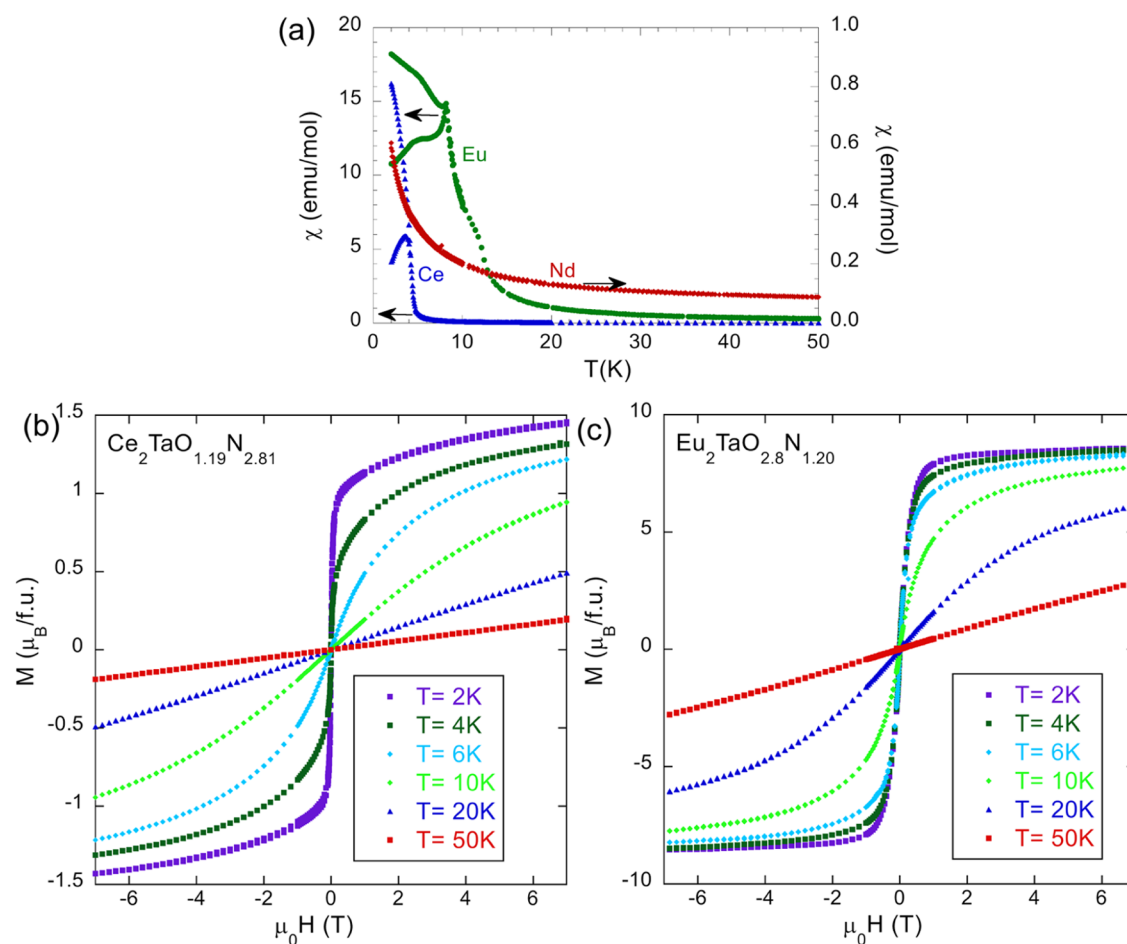 (a)
20
15
10
5
0
χ (emu/mol)
1.0
0.8
0.6
0.4
0.2
0.0
χ (emu/mol)
Eu
Ce
Nd
0 10 20 30 40 50
T(K)
(b)
Ce₂TaO₁.₁₉N₂.₈₁
1.5
1
0.5
0
-0.5
-1
-1.5
M (μB/f.u.)
T= 2K
T= 4K
T= 6K
T= 10K
T= 20K
T= 50K
-6 -4 -2 0 2 4 6
μ₀H (T)
(c)
Eu₂TaO₂.₈N₁.₂₀
10
5
0
-5
-10
M (μB/f.u.)
T= 2K
T= 4K
T= 6K
T= 10K
T= 20K
T= 50K
-6 -4 -2 0 2 4 6
μ₀H (T)